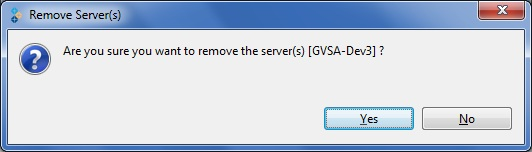 Remove Server(s)
Are you sure you want to remove the server(s) [GVSA-Dev3] ?
Yes No